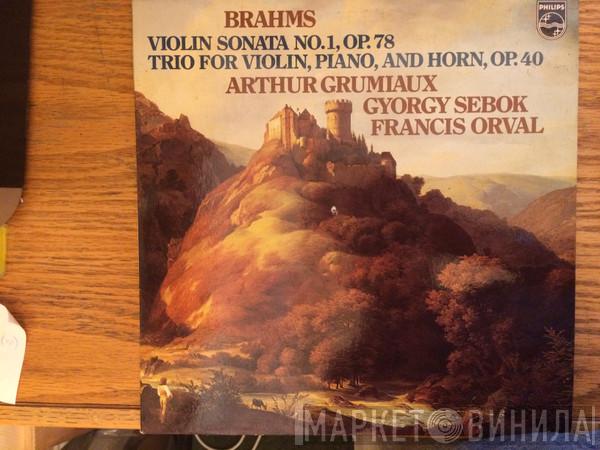 BRAHMS
PHILIPS
VIOLIN SONATA NO.1, OP. 78
TRIO FOR VIOLIN, PIANO, AND HORN, OP. 40
ARTHUR GRUMIAUX
GYORGY SEBOK
FRANCIS ORVAL
МАРКЕТ ВИНИЛА